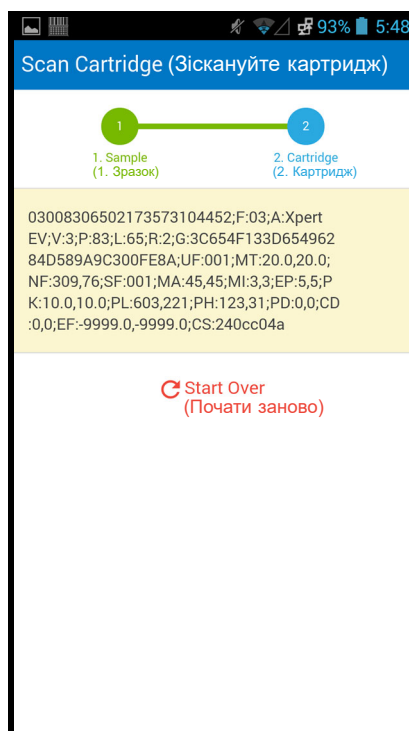 93% 5:48
Scan Cartridge (Зіскануйте картридж)
1
2
1. Sample
(1. Зразок)
2. Cartridge
(2. Картридж)
03008306502173573104452;F:03;A:Xpert
EV;V:3;P:83;L:65;R:2;G:3C654F133D654962
84D589A9C300FE8A;UF:001;MT:20.0,20.0;
NF:309,76;SF:001;MA:45,45;MI:3,3;EP:5,5;P
K:10.0,10.0;PL:603,221;PH:123,31;PD:0,0;CD
:0,0;EF:-9999.0,-9999.0;CS:240cc04a
Start Over
(Почати заново)